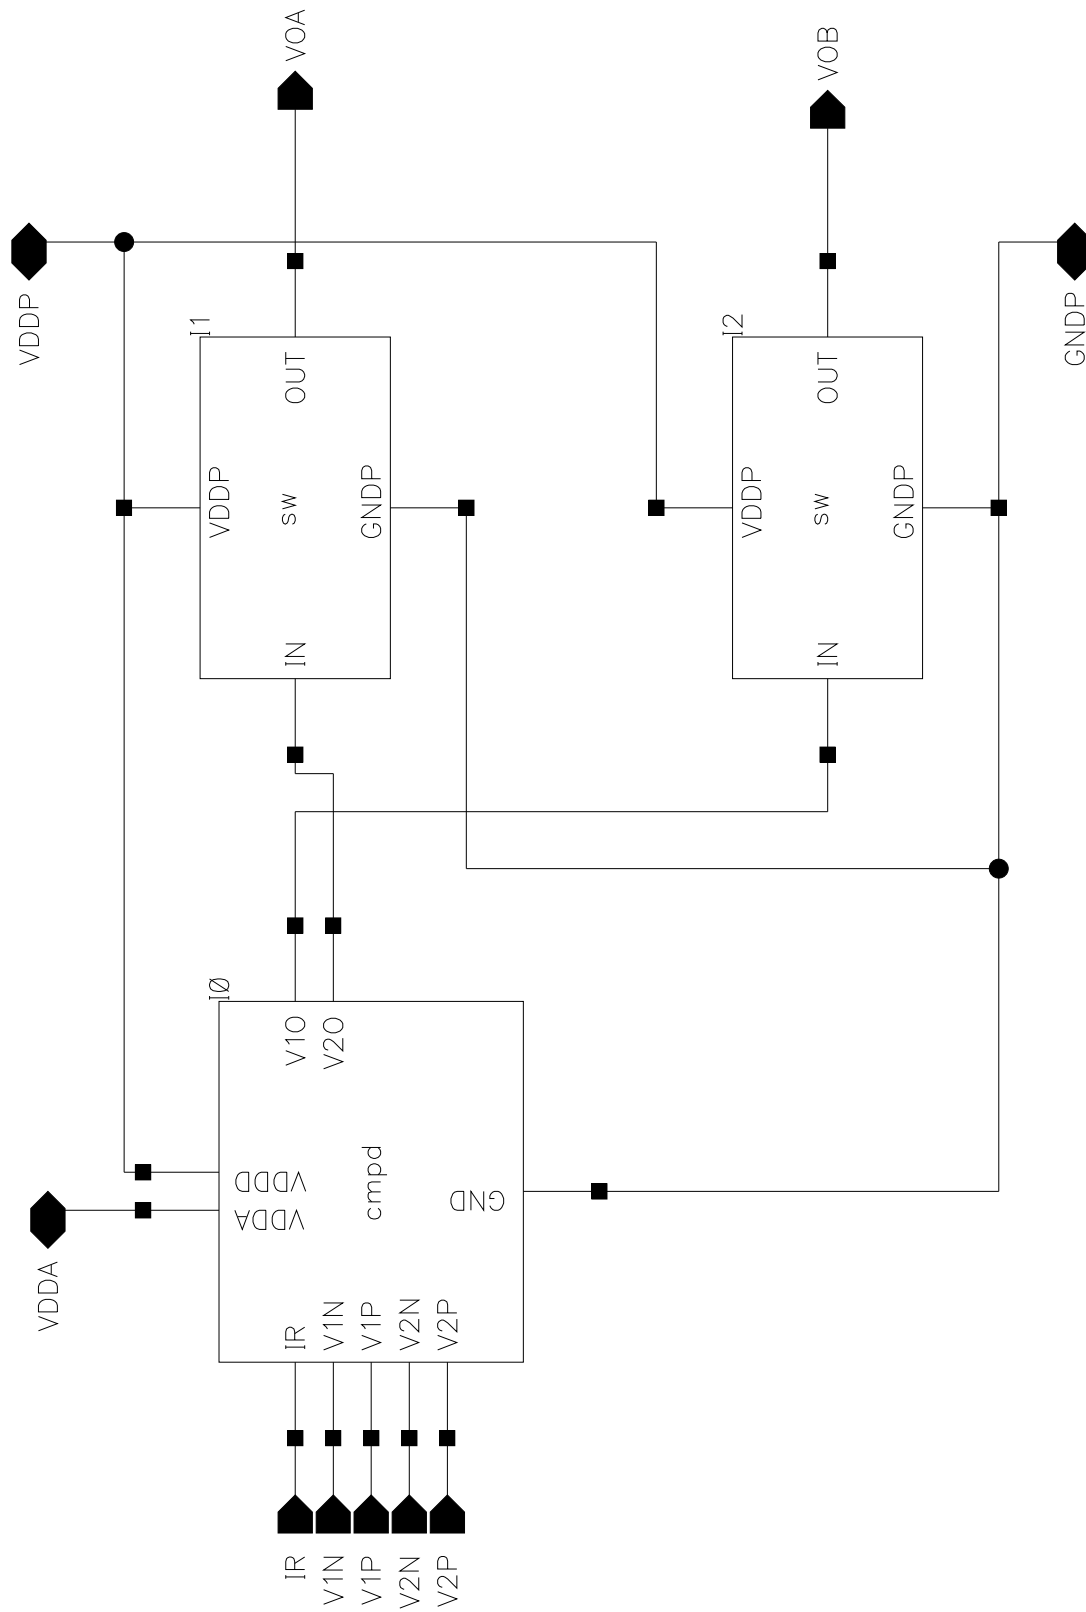 VDDA
VDDP
IR
V1N
V1P
V2N
V2P
IR
V1N
V1P
V2N
V2P
VDDA
VDDD
cmpd
GND
V1O
V2O
I0
IN
VDDP
sw
GNDP
OUT
I1
VOA
IN
VDDP
sw
GNDP
OUT
I2
VOB
GNDP